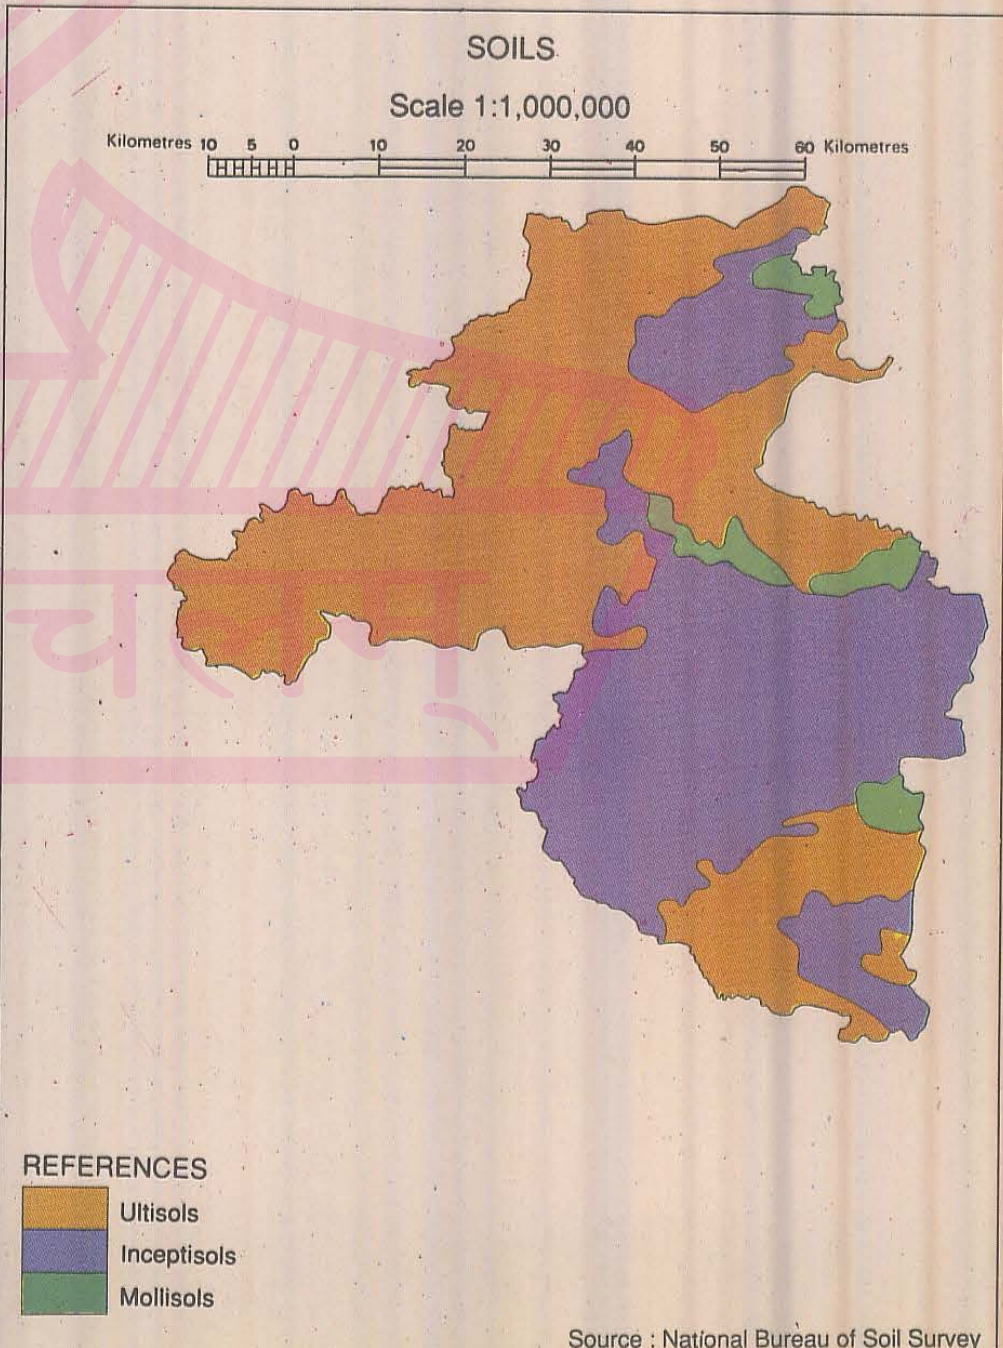 SOILS
Scale 1:1,000,000
Kilometres 10 5 0 10 20 30 40 50 60 Kilometres
चलम्
REFERENCES
Ultisols
Inceptisols
Mollisols
Source : National Bureau of Soil Survey